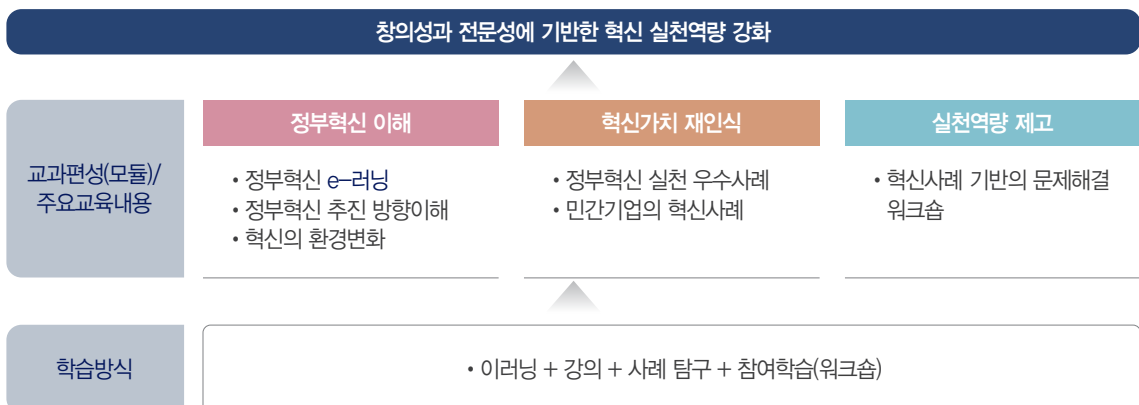 창의성과 전문성에 기반한 혁신 실천역량 강화
교과편성(모듈)/
주요교육내용
정부혁신 이해
• 정부혁신 e-러닝
• 정부혁신 추진 방향이해
• 혁신의 환경변화
혁신가치 재인식
• 정부혁신 실천 우수사례
• 민간기업의 혁신사례
실천역량 제고
• 혁신사례 기반의 문제해결
워크숍
학습방식
• 이러닝 + 강의 + 사례 탐구 + 참여학습(워크숍)